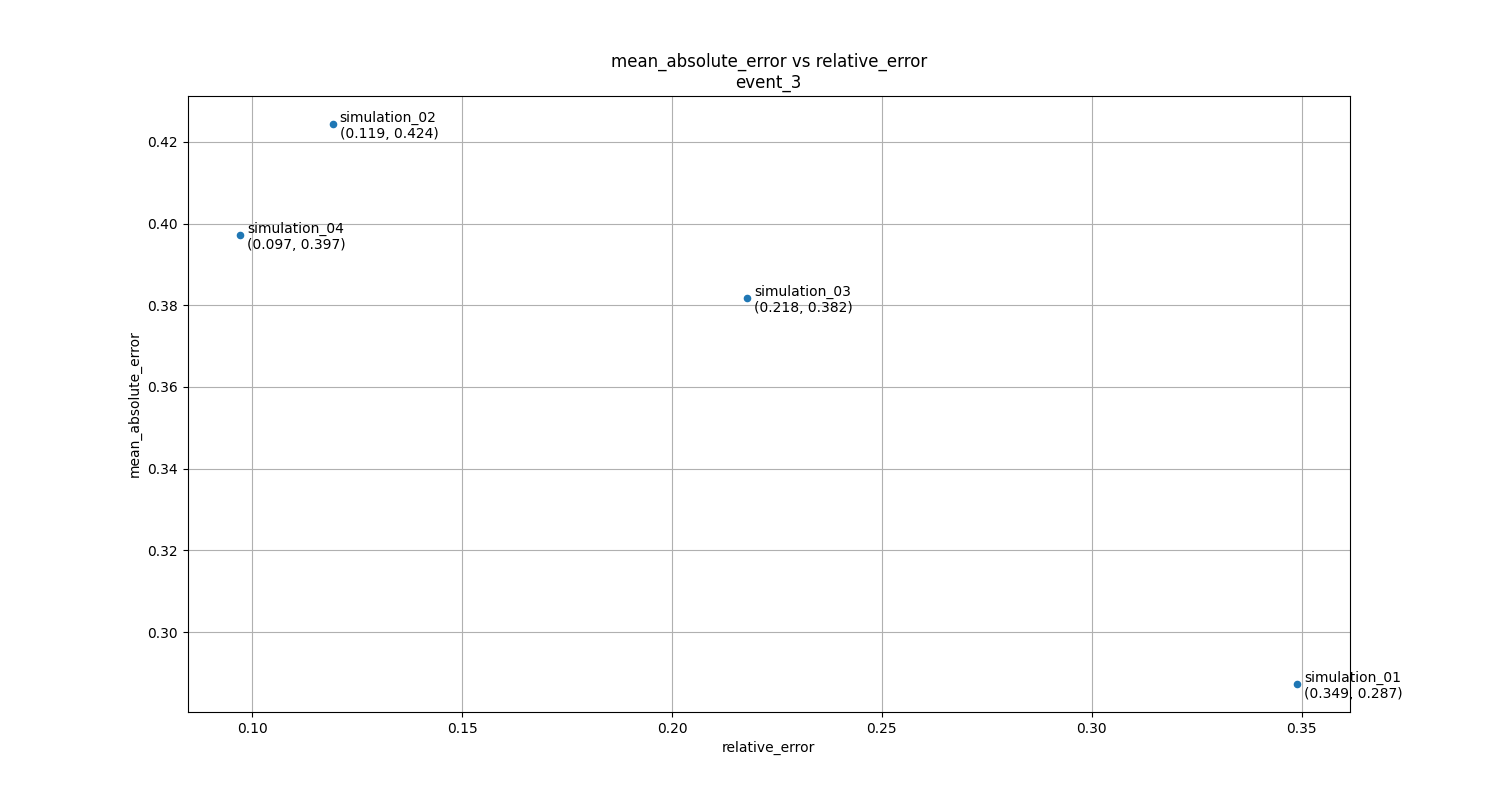 mean_absolute_error vs relative_error
event_3
mean_absolute_error
0.42
0.40
0.38
0.36
0.34
0.32
0.30
simulation_02
(0.119, 0.424)
simulation_04
(0.097, 0.397)
simulation_03
(0.218, 0.382)
simulation_01
(0.349, 0.287)
0.10
0.15
0.20
0.25
0.30
0.35
relative_error